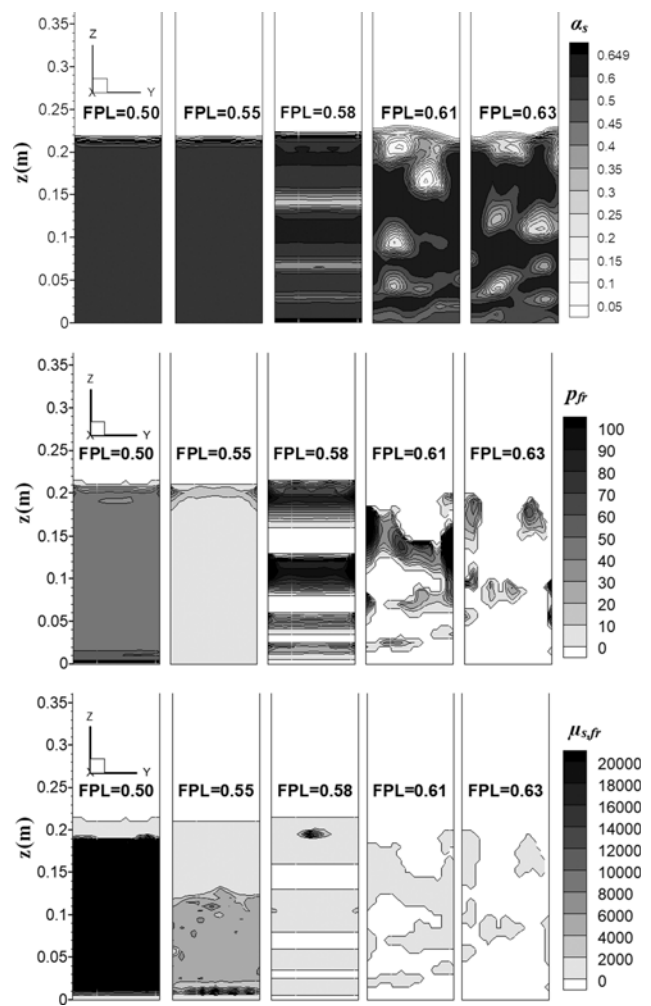 α_s
0.35
0.3
0.25
0.2
0.15
0.1
0.05
0
z(m)
Z
X Y
FPL=0.50
FPL=0.55
FPL=0.58
FPL=0.61
FPL=0.63
0.649
0.6
0.5
0.45
0.4
0.35
0.3
0.25
0.2
0.15
0.1
0.05
p_fr
0.35
0.3
0.25
0.2
0.15
0.1
0.05
0
z(m)
Z
X Y
FPL=0.50
FPL=0.55
FPL=0.58
FPL=0.61
FPL=0.63
100
90
80
70
60
50
40
30
20
10
0
μ_s,fr
0.35
0.3
0.25
0.2
0.15
0.1
0.05
0
z(m)
Z
X Y
FPL=0.50
FPL=0.55
FPL=0.58
FPL=0.61
FPL=0.63
20000
18000
16000
14000
12000
10000
8000
6000
4000
2000
0